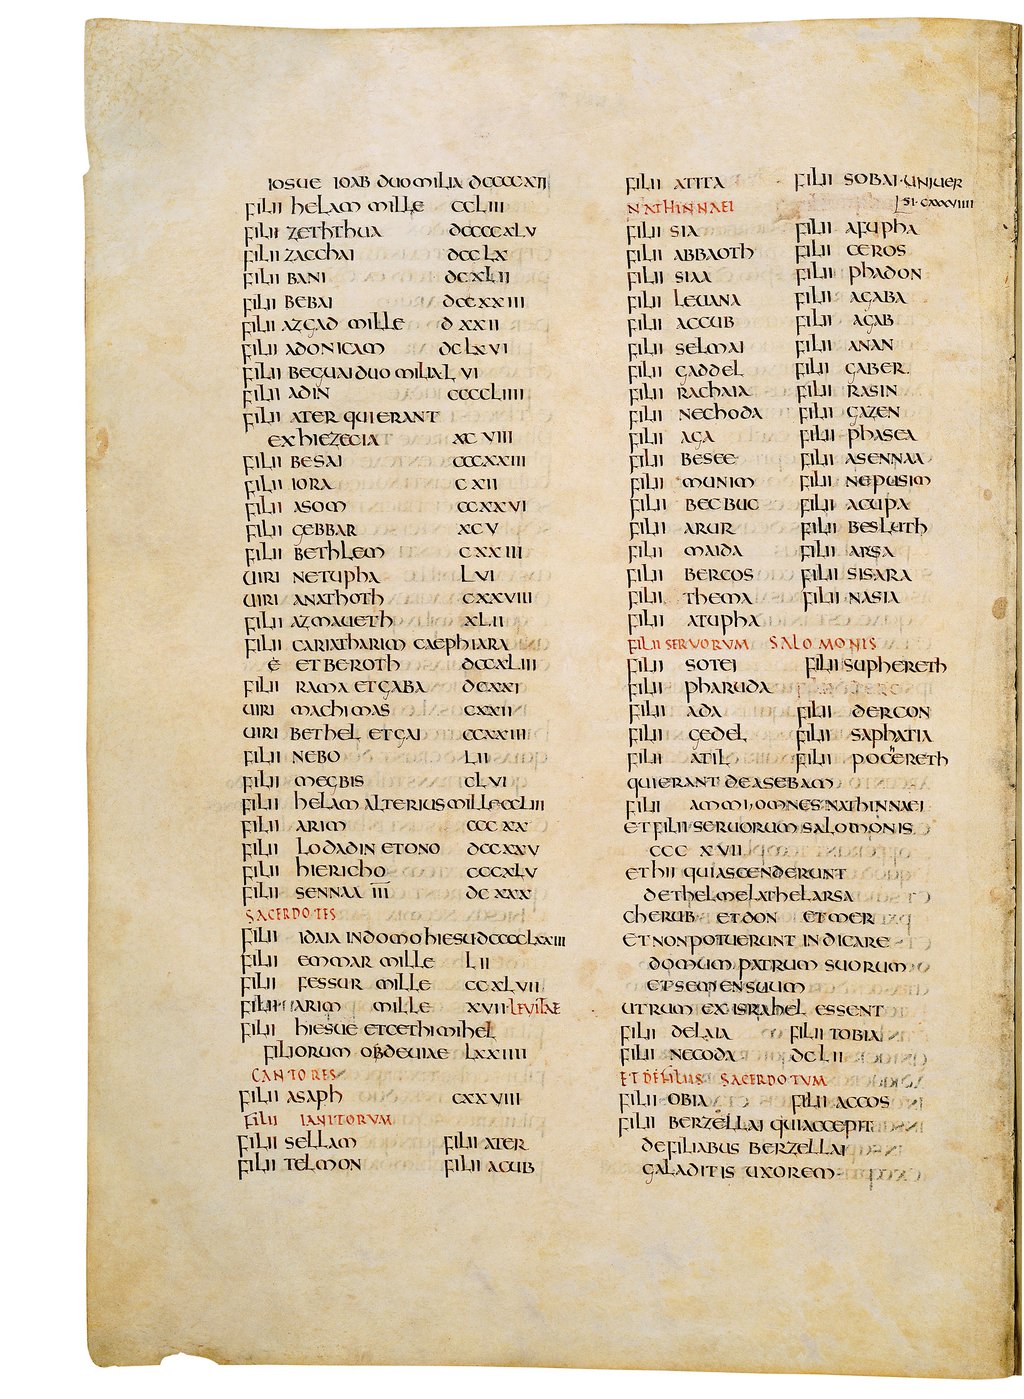 IOSUE IOAB DUO MILIA DCCCCXII
FILII HELAM MILLE CCLIII
FILII ZETHTHUA DCCCCXLV
FILII ZACCHAI DCCLX
FILII BANI DCXLII
FILII BEBAI DCCXXIII
FILII AZGAD MILLE DXXII
FILII ADONICAM DCLXVI
FILII BEGUAI DUO MILIA LVI
FILII ADIN CCCCLIIII
FILII ATER QUI ERANT
EX HIEZECIA XCVIII
FILII BESAI CCCXXIII
FILII IORA CXII
FILII ASOM CCXXVI
FILII GEBBAR XCV
FILII BETHLEM CXXIII
UIRI NETUPHA LVI
UIRI ANATHOTH CXXVIII
FILII AZMAUETH XLII
FILII CARIATHARIM CAEPHIARA
E ET BEROTH DCCXLIII
FILII RAMA ET GABA DCXXI
UIRI MACHIMAS CXXII
UIRI BETHEL ET GAI CCXXIII
FILII NEBO LII
FILII MEGBIS CLVI
FILII HELAM ALTERIUS MILLE CCLIII
FILII ARIM CCCXX
FILII LODADIN ET ONO DCCXXV
FILII HIERICHO CCCXLV
FILII SENNAA III DCXXX
SACERDOTES
FILII IDAIA IN DOMO HIESU DCCCCLXXIII
FILII EMMAR MILLE LII
FILII FESSUR MILLE CCXLVII
FILII ARIM MILLE XVII LEVITAE
FILII HIESUE ET CETHIMIHEL
FILIORUM OBDEUIAE LXXIIII
CANTORES
FILII ASAPH CXXVIII
FILII IANITORUM
FILII SELLAM FILII ATER
FILII TELMON FILII ACUB
FILII ATITA FILII SOBAI UNIUER
NATHINNAEI SI CXXXVIIII
FILII SIA FILII AFUPHA
FILII ABBAOTH FILII CEROS
FILII SIAA FILII PHADON
FILII LEUANA FILII AGABA
FILII ACCUB FILII AGAB
FILII SELMAI FILII ANAN
FILII GADDEL FILII GABER
FILII RACHAIA FILII RASIN
FILII NECHODA FILII GAZEN
FILII AGA FILII PHASEA
FILII BESEE FILII ASENNAA
FILII MUNIM FILII NEPUSIM
FILII BECBUC FILII ACUPA
FILII ARUR FILII BESLUTH
FILII MAIDA FILII ARSA
FILII BERCOS FILII SISARA
FILII THEMA FILII NASIA
FILII ATUPHA
FILII SERUORUM SALOMONIS
FILII SOTEI FILII SUPHERETH
FILII PHARUDA
FILII ADA FILII DERCON
FILII GEDEL FILII SAPHATIA
FILII ATIL FILII POCERETH
QUI ERANT DE ASEBAM
FILII AMMI OMNES NATHINNAEI
ET FILII SERUORUM SALOMONIS
CCCXVII
ET HII QUI ASCENDERUNT
DE THELMELA THELARSA
CHERUB ET DON ET MER
ET NON POTUERUNT INDICARE
DOMUM PATRUM SUORUM
ET SEMEN SUUM
UTRUM EX ISRAHEL ESSENT
FILII DELAIA FILII TOBIA
FILII NECODA DCLII
ET DE FILIIS SACERDOTUM
FILII OBIA FILII ACCOS
FILII BERZELLAI QUI ACCEPIT
DE FILIABUS BERZELLAI
GALADITIS UXOREM